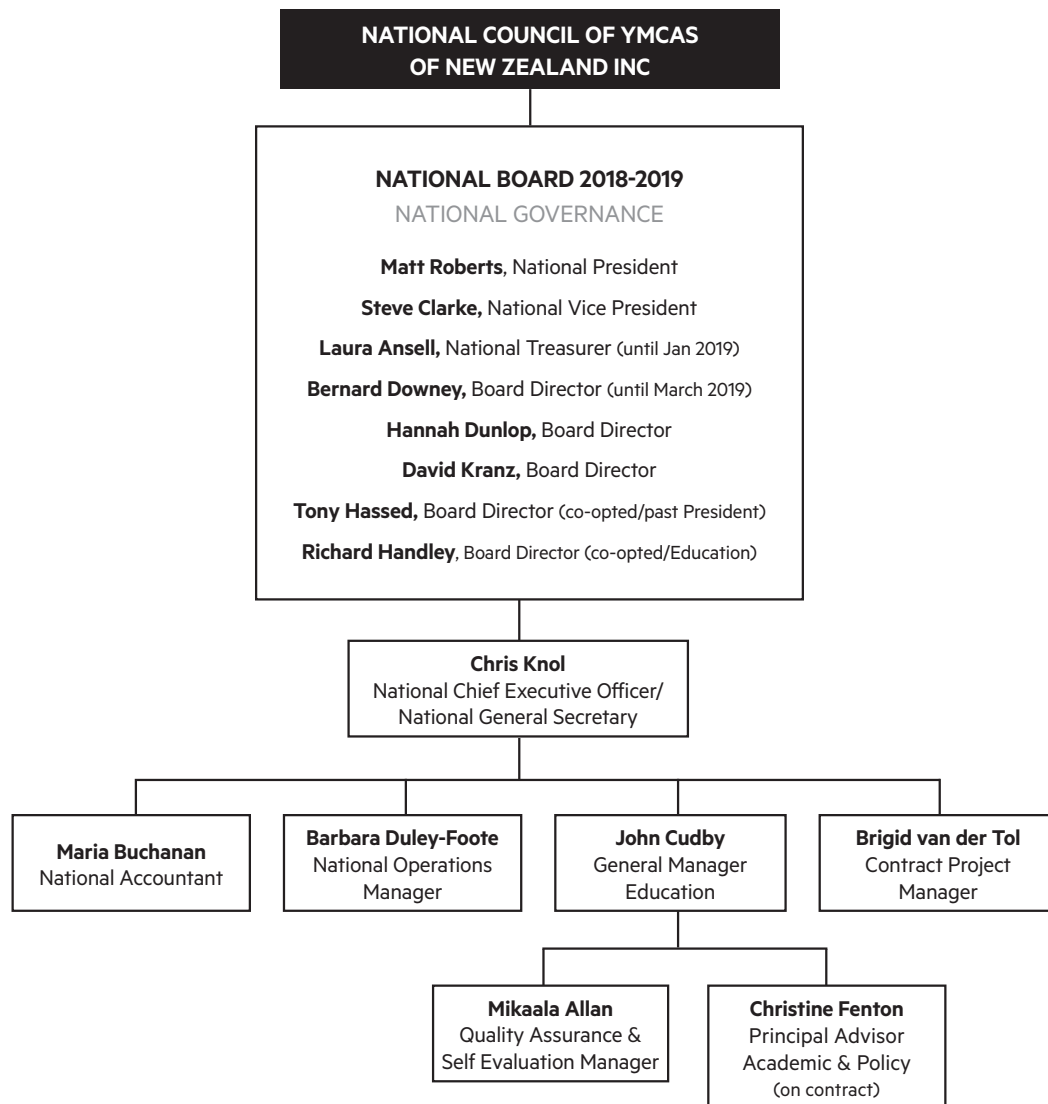 NATIONAL COUNCIL OF YMCAS
OF NEW ZEALAND INC
NATIONAL BOARD 2018-2019
NATIONAL GOVERNANCE
Matt Roberts, National President
Steve Clarke, National Vice President
Laura Ansell, National Treasurer (until Jan 2019)
Bernard Downey, Board Director (until March 2019)
Hannah Dunlop, Board Director
David Kranz, Board Director
Tony Hassed, Board Director (co-opted/past President)
Richard Handley, Board Director (co-opted/Education)
Chris Knol
National Chief Executive Officer/
National General Secretary
Maria Buchanan
National Accountant
Barbara Duley-Foote
National Operations
Manager
John Cudby
General Manager
Education
Brigid van der Tol
Contract Project
Manager
Mikaala Allan
Quality Assurance &
Self Evaluation Manager
Christine Fenton
Principal Advisor
Academic & Policy
(on contract)